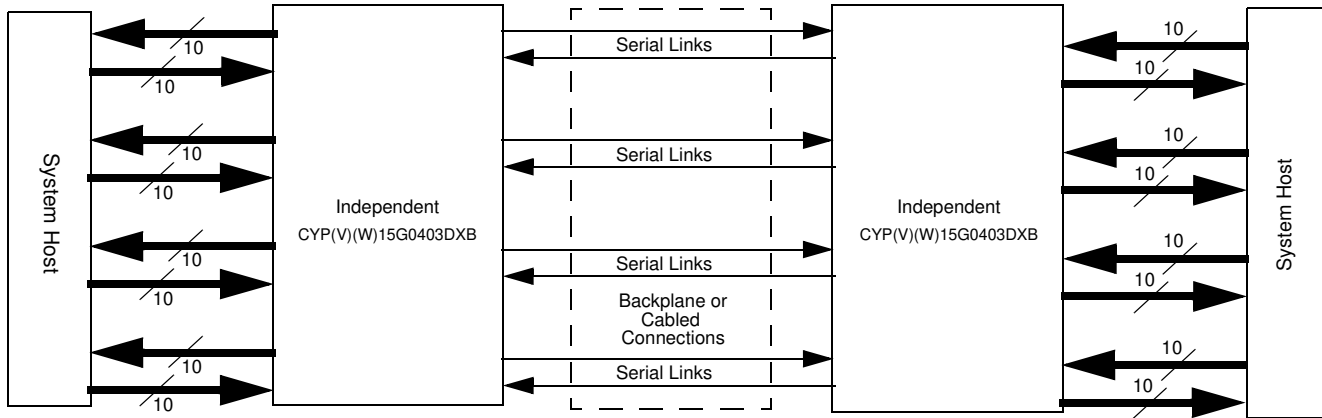 System Host
10
10
10
10
10
10
10
10
Independent
CYP(V)(W)15G0403DXB
Serial Links
Serial Links
Serial Links
Backplane or
Cabled
Connections
Serial Links
Independent
CYP(V)(W)15G0403DXB
10
10
10
10
10
10
10
10
System Host